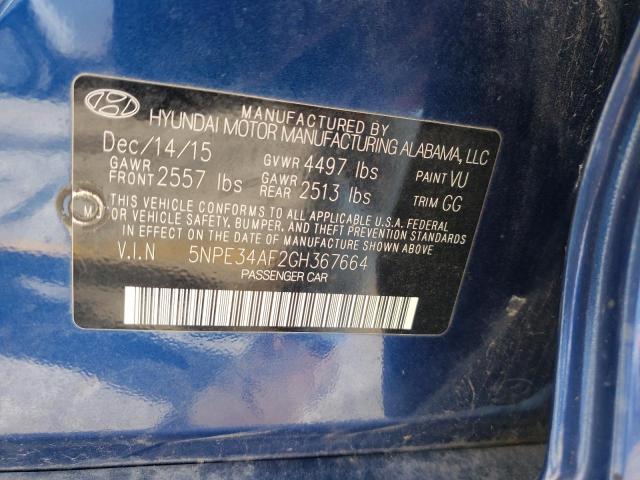 MANUFACTURED BY
HYUNDAI MOTOR MANUFACTURING ALABAMA, LLC
Dec/14/15 GVWR 4497 lbs PAINT VU
GAWR FRONT 2557 lbs GAWR REAR 2513 lbs TRIM GG
THIS VEHICLE CONFORMS TO ALL APPLICABLE U.S.A. FEDERAL
MOTOR VEHICLE SAFETY, BUMPER, AND THEFT PREVENTION STANDARDS
IN EFFECT ON THE DATE OF MANUFACTURE SHOWN ABOVE
V.I.N 5NPE34AF2GH367664
PASSENGER CAR